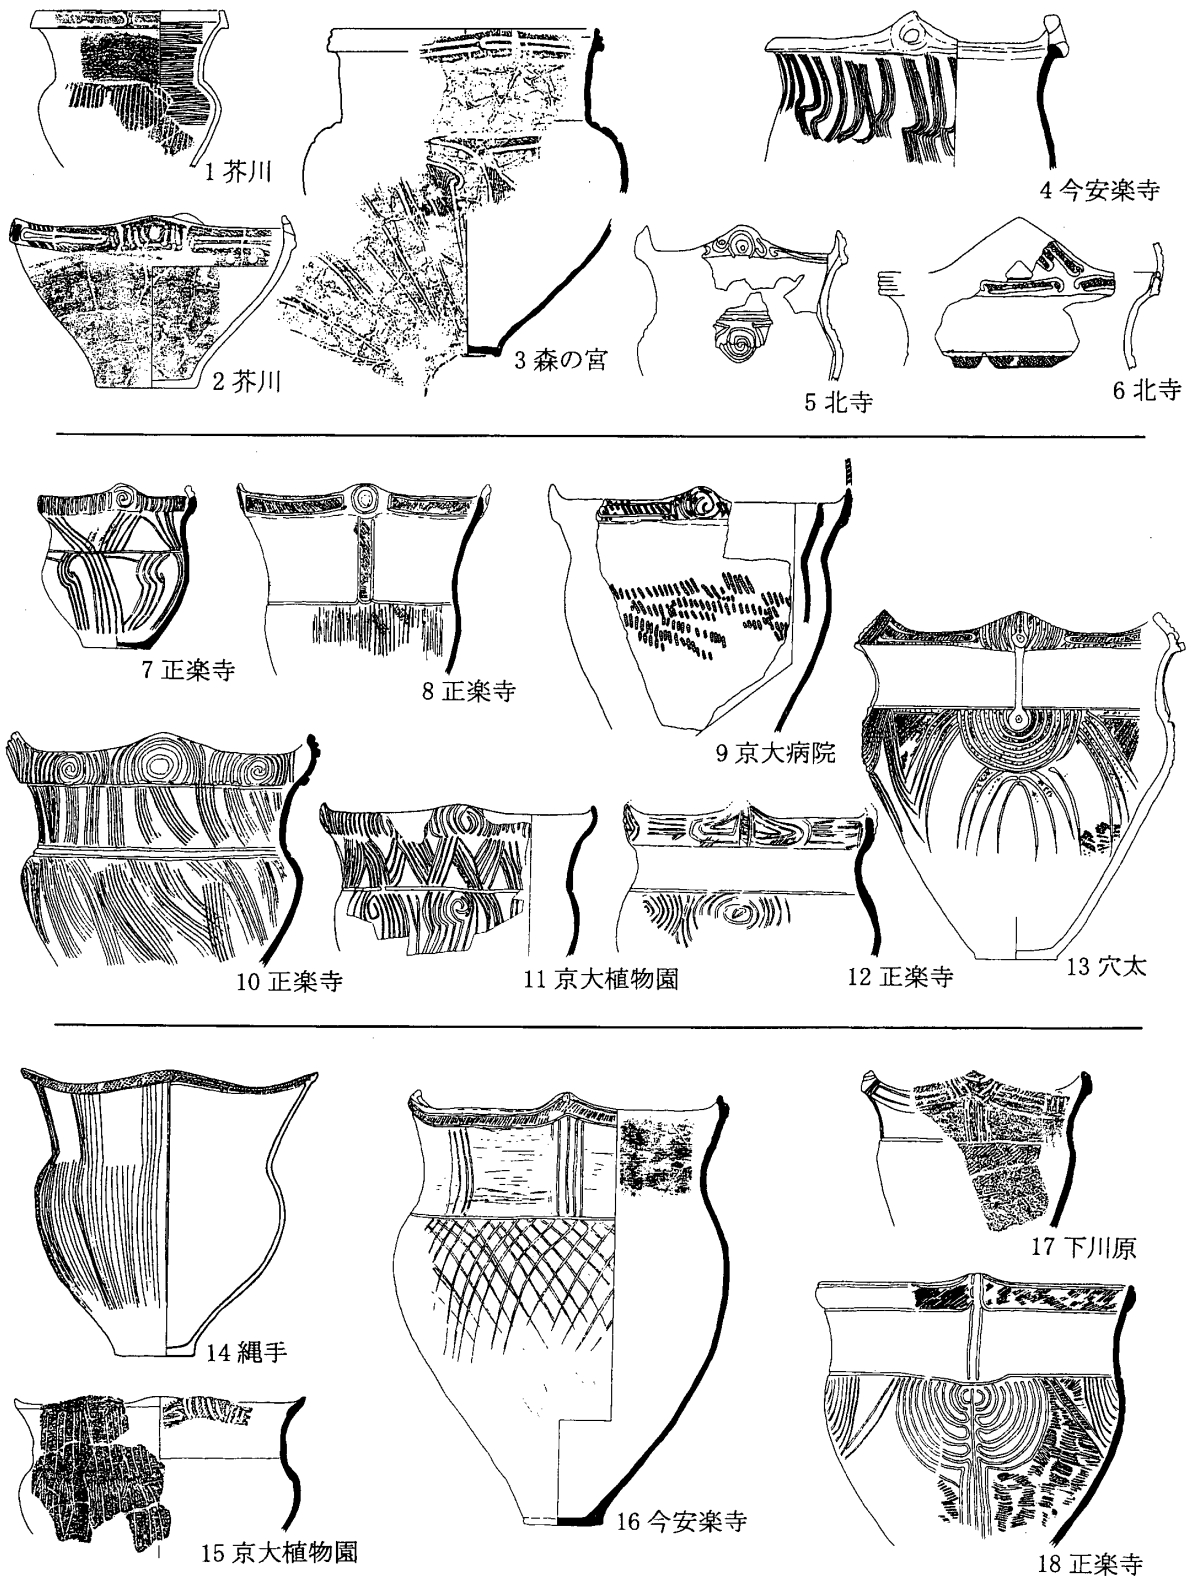 1 芥川
2 芥川
3 森の宮
4 今安楽寺
5 北寺
6 北寺
7 正楽寺
8 正楽寺
9 京大病院
10 正楽寺
11 京大植物園
12 正楽寺
13 穴太
14 縄手
15 京大植物園
16 今安楽寺
17 下川原
18 正楽寺